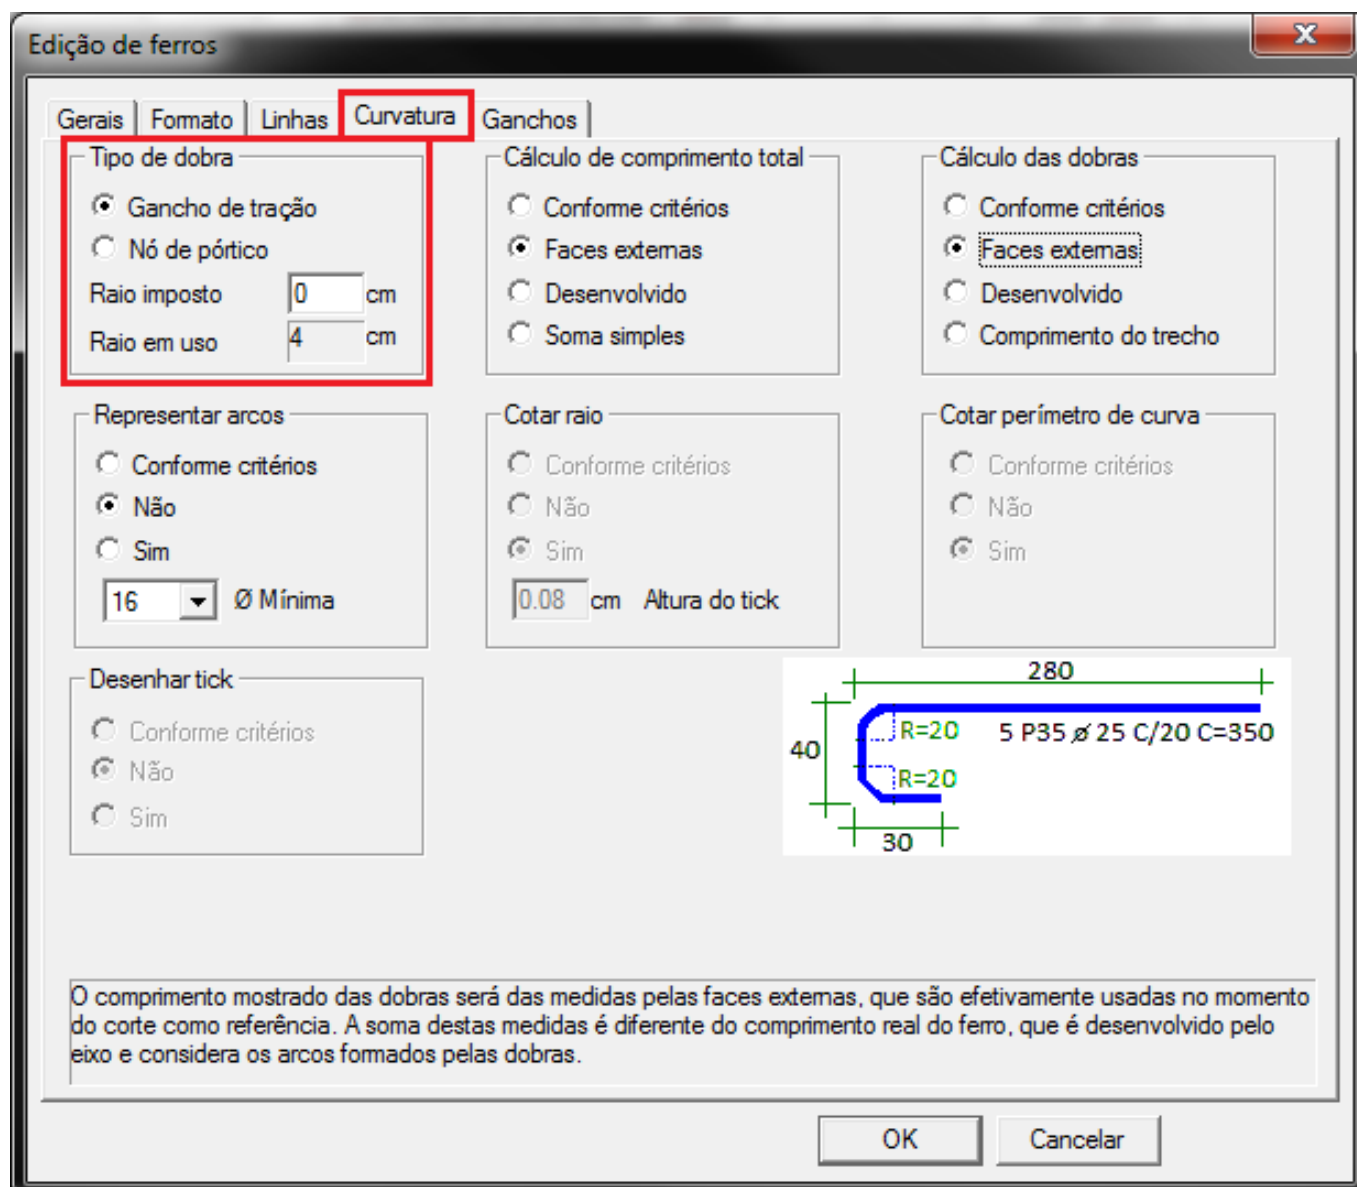 Edição de ferros
Gerais Formato Linhas Curvatura Ganchos
Tipo de dobra
Gancho de tração
Nó de pórtico
Raio imposto 0 cm
Raio em uso 4 cm
Cálculo de comprimento total
Conforme critérios
Faces externas
Desenvolvido
Soma simples
Cálculo das dobras
Conforme critérios
Faces externas
Desenvolvido
Comprimento do trecho
Representar arcos
Conforme critérios
Não
Sim
16 Ø Mínima
Cotar raio
Conforme critérios
Não
Sim
0.08 cm Altura do tick
Cotar perímetro de curva
Conforme critérios
Não
Sim
Desenhar tick
Conforme critérios
Não
Sim
280
R=20 5 P35 ø 25 C/20 C=350
40
R=20
30
O comprimento mostrado das dobras será das medidas pelas faces externas, que são efetivamente usadas no momento
do corte como referência. A soma destas medidas é diferente do comprimento real do ferro, que é desenvolvido pelo
eixo e considera os arcos formados pelas dobras.
OK Cancelar